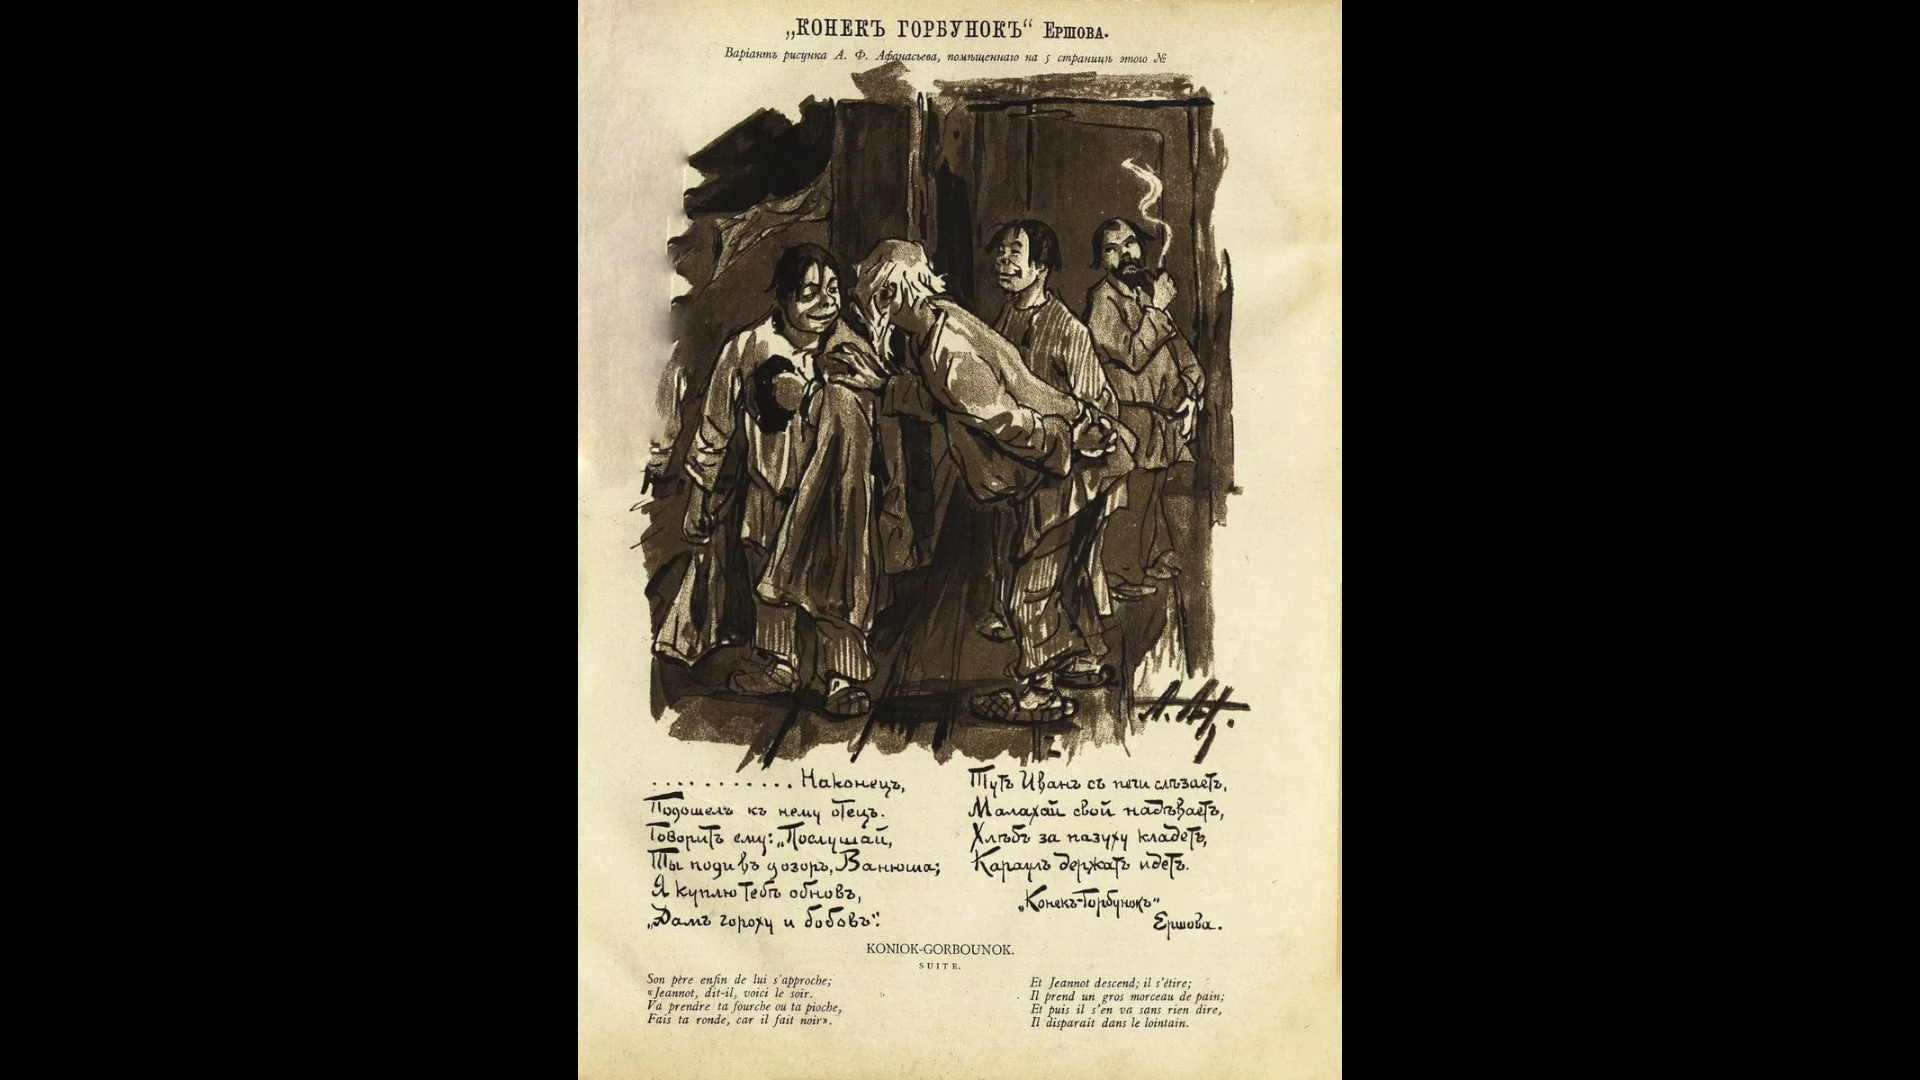 „КОНЕКЪ ГОРБУНОКЪ“ ЕРШОВА.
Варіантъ рисунка А. Ф. Афанасьева, помѣщеннаго на 5 страницѣ этого №
А. Аф.
. . . . . . . . . . . Наконецъ,
Подошелъ къ нему отецъ.
Говоритъ ему: „Послушай,
Ты поди въ дозоръ, Ванюша;
Я куплю тебѣ обновъ,
„Дамъ гороху и бобовъ“.
Тутъ Иванъ съ печи слѣзаетъ,
Малахай свой надѣваетъ,
Хлѣбъ за пазуху кладетъ,
Караулъ держать идетъ.
„Конекъ-Горбунокъ“
Ершова.
KONIOK-GORBOUNOK.
SUITE.
Son père enfin de lui s'approche;
«Jeannot, dit-il, voici le soir.
Va prendre ta fourche ou ta pioche,
Fais ta ronde, car il fait noir».
Et Jeannot descend; il s'étire;
Il prend un gros morceau de pain;
Et puis il s'en va sans rien dire,
Il disparait dans le lointain.